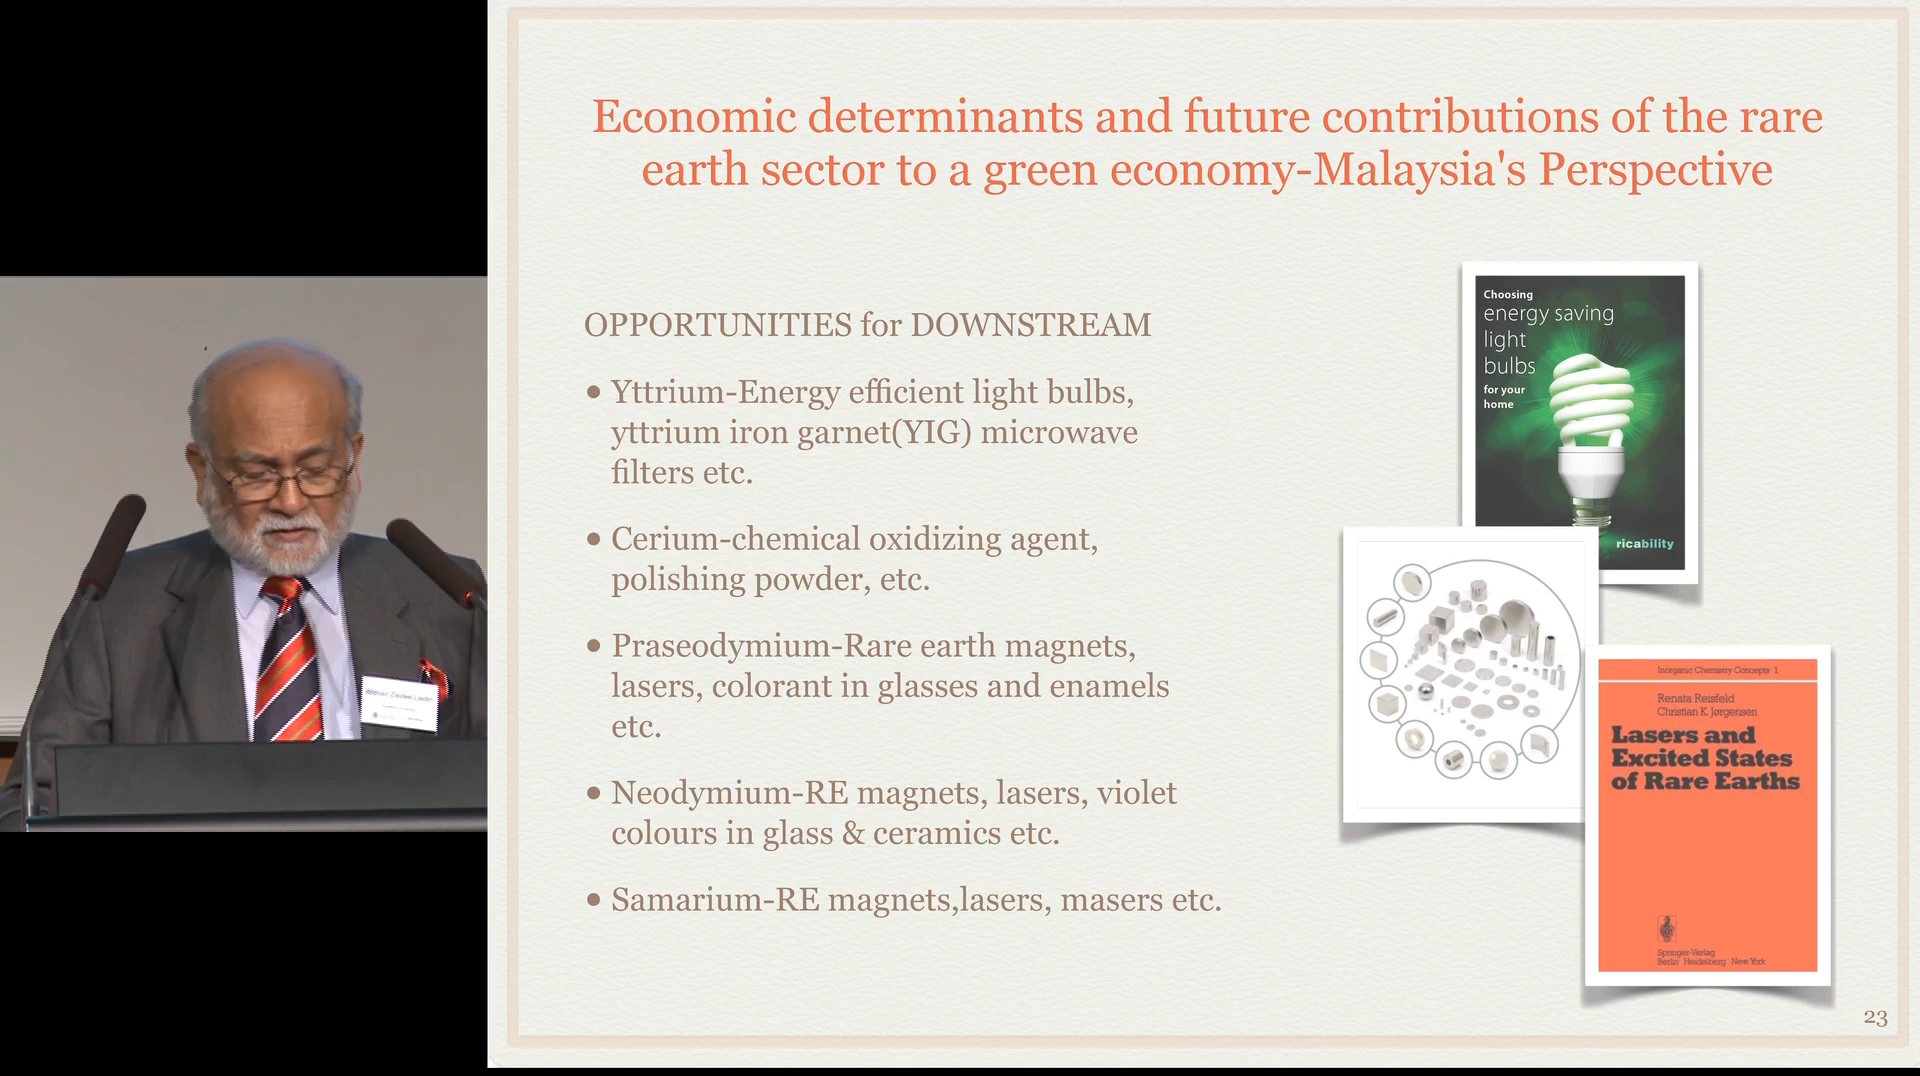 Economic determinants and future contributions of the rare
earth sector to a green economy-Malaysia's Perspective
OPPORTUNITIES for DOWNSTREAM
• Yttrium-Energy efficient light bulbs,
yttrium iron garnet(YIG) microwave
filters etc.
• Cerium-chemical oxidizing agent,
polishing powder, etc.
• Praseodymium-Rare earth magnets,
lasers, colorant in glasses and enamels
etc.
• Neodymium-RE magnets, lasers, violet
colours in glass & ceramics etc.
• Samarium-RE magnets,lasers, masers etc.
Choosing
energy saving
light
bulbs
for your
home
ricability
Inorganic Chemistry Concepts 1
Renata Reisfeld
Christian K. Jørgensen
Lasers and
Excited States
of Rare Earths
Springer-Verlag
Berlin Heidelberg New York
23